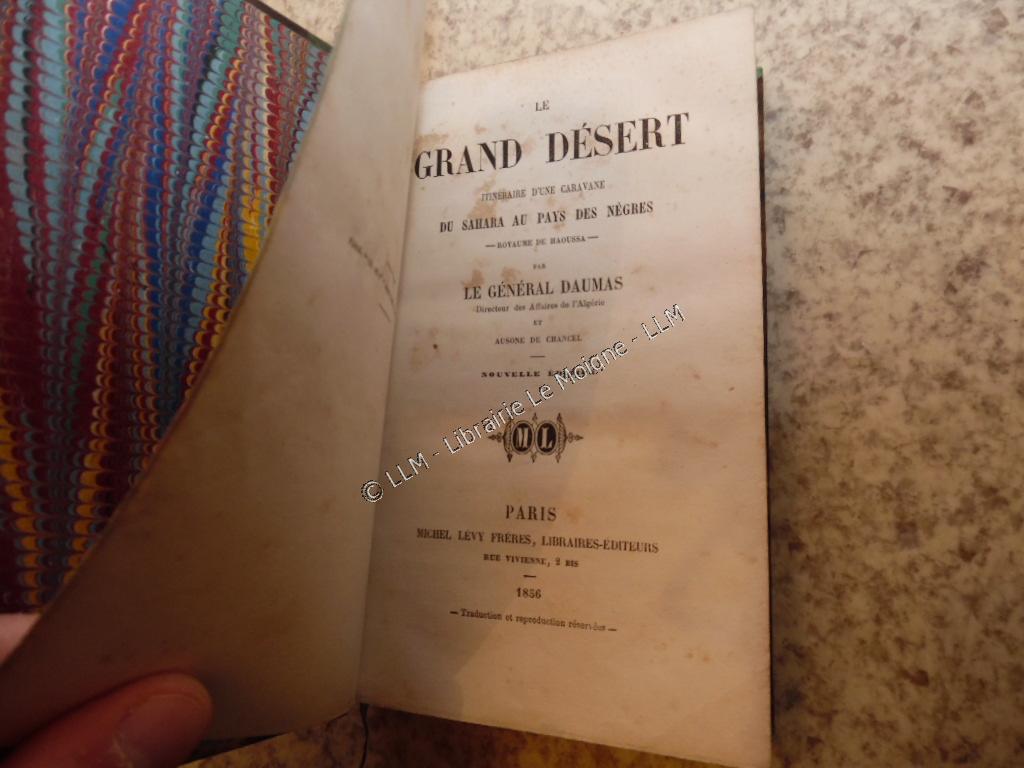 LE
GRAND DÉSERT
ITINÉRAIRE D'UNE CARAVANE
DU SAHARA AU PAYS DES NÈGRES
— ROYAUME DE HAOUSSA —
PAR
LE GÉNÉRAL DAUMAS
Directeur des Affaires de l'Algérie
ET
AUSONE DE CHANCEL
NOUVELLE
© LLM - Librairie Le Moigne - LLM
ML
PARIS
MICHEL LÉVY FRÈRES, LIBRAIRES-ÉDITEURS
RUE VIVIENNE, 2 BIS
1856
— Traduction et reproduction réservées —